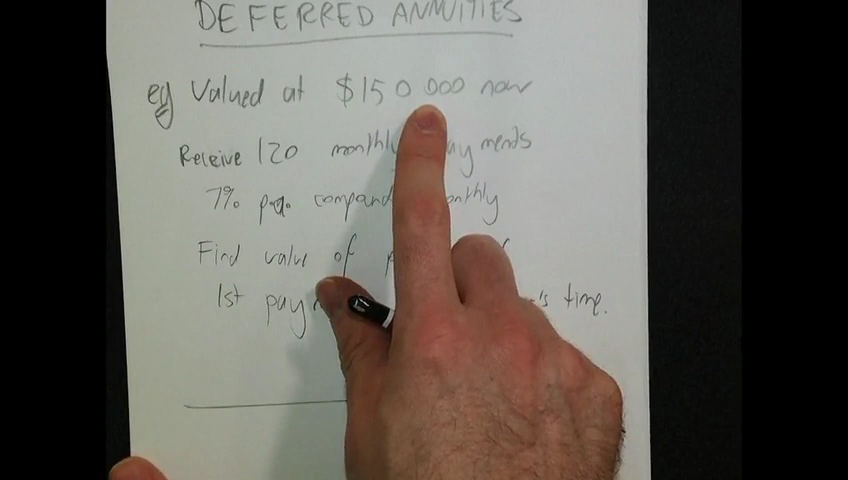 DEFERRED ANNUITIES
eg Valued at $150 000 now
Receive 120 monthly payments
7% p.a. compound monthly
Find value of
1st pay 's time.